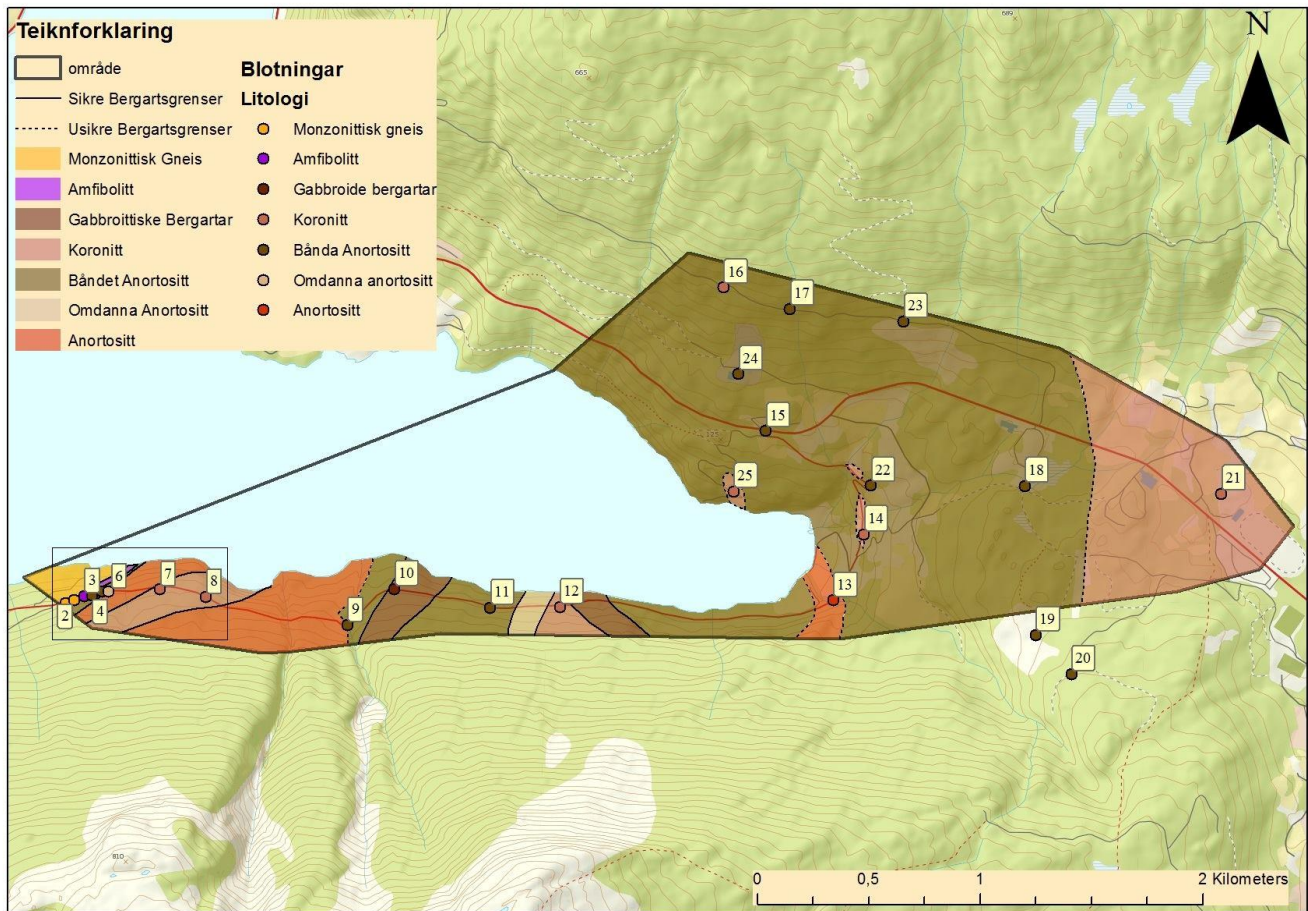 Teiknforklaring
område
Sikre Bergartsgrenser
Usikre Bergartsgrenser
Monzonittisk Gneis
Amfibolitt
Gabbroittiske Bergartar
Koronitt
Båndet Anortositt
Omdanna Anortositt
Anortositt
Blotningar
Litologi
Monzonittisk gneis
Amfibolitt
Gabbroide bergartar
Koronitt
Bånda Anortositt
Omdanna anortositt
Anortositt
N
689
665
16
17
23
24
15
25
22
18
21
14
13
3
6
7
8
10
2
4
9
11
12
19
20
810
0 0,5 1 2 Kilometers